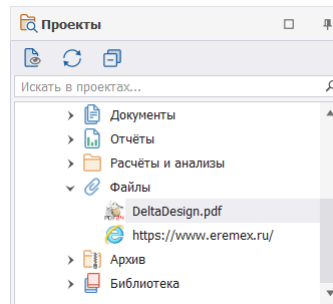 Проекты
Искать в проектах...
Документы
Отчёты
Расчёты и анализы
Файлы
DeltaDesign.pdf
https://www.eremex.ru/
Архив
Библиотека